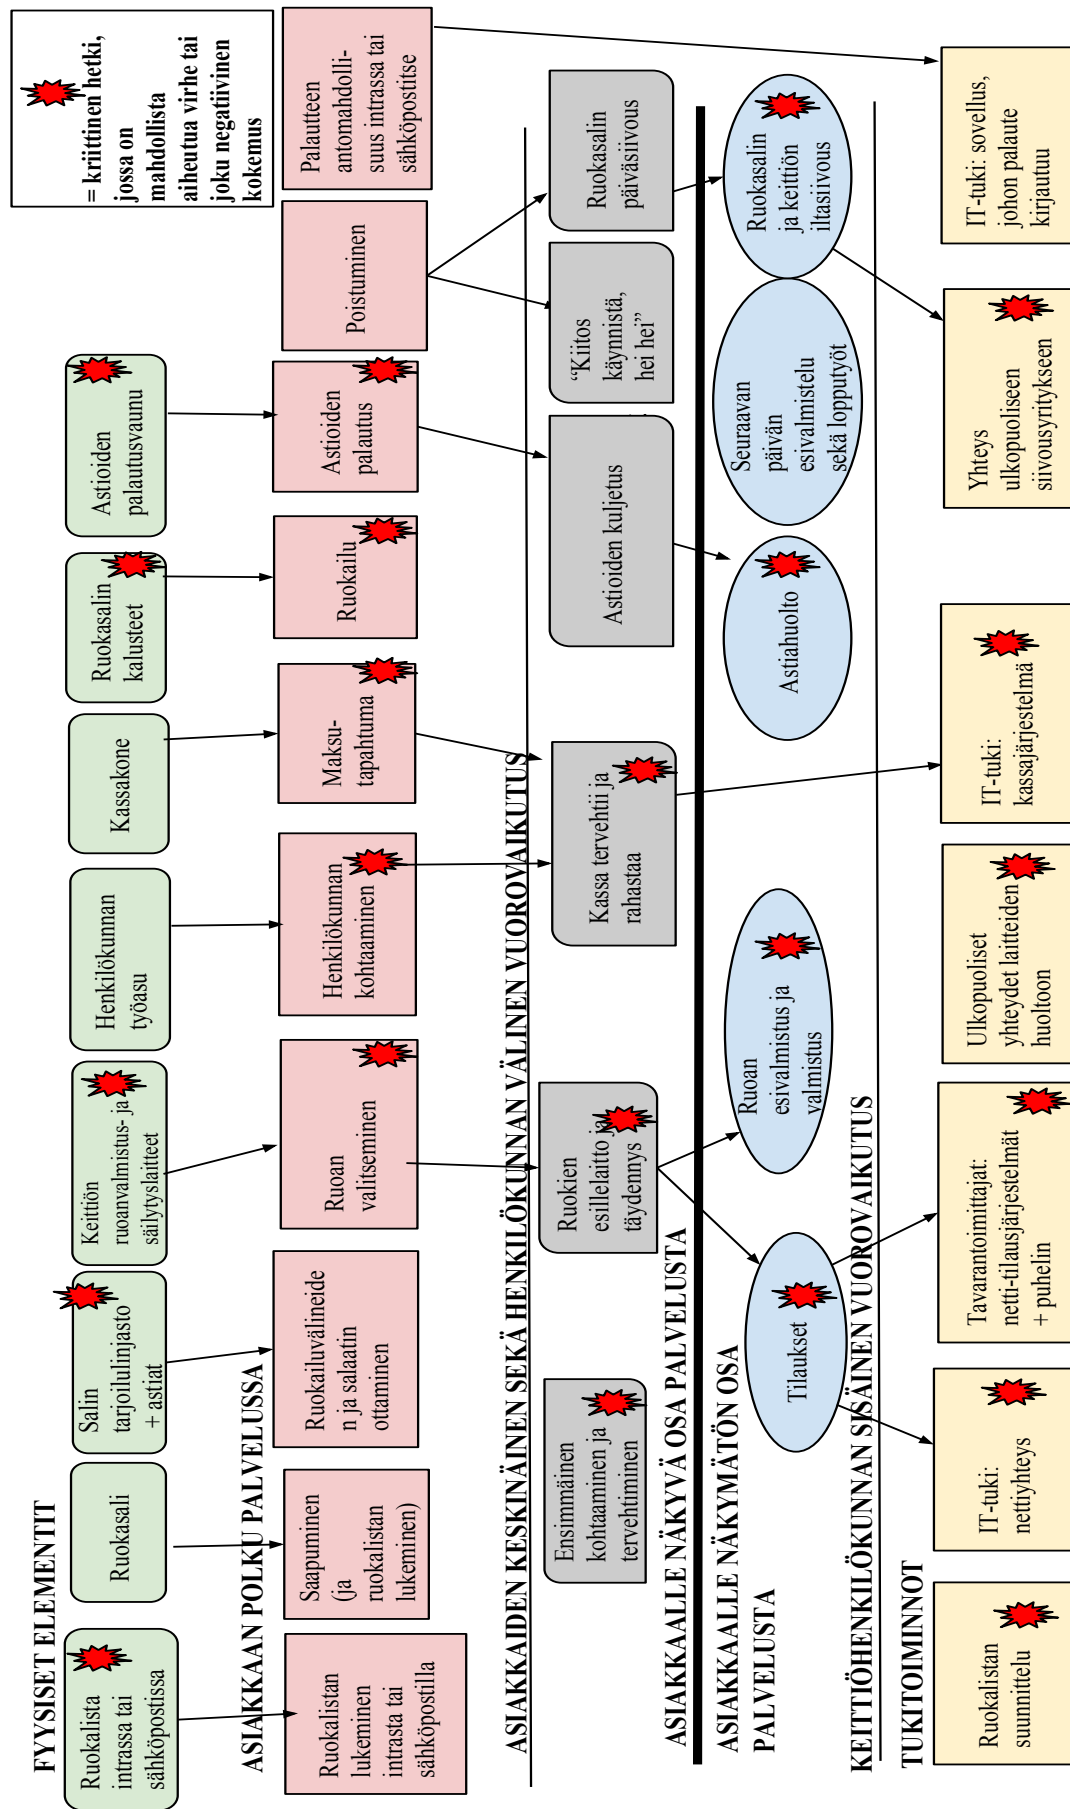 = kriittinen hetki,
jossa on
mahdollista
aiheutua virhe tai
joku negatiivinen
kokemus
FYYSISET ELEMENTIT
Ruokalista
intrassa tai
sähköpostissa
Ruokasali
Salin
tarjoilulinjasto
+ astiat
Keittiön
ruoanvalmistus- ja
säilytyslaitteet
Henkilökunnan
työasu
Kassakone
Ruokasalin
kalusteet
Astioiden
palautusvaunu
ASIAKKAAN POLKU PALVELUSSA
Ruokalistan
lukeminen
intrasta tai
sähköpostilla
Saapuminen
(ja
ruokalistan
lukeminen)
Ruokailuvälineide
n ja salaatin
ottaminen
Ruoan
valitseminen
Henkilökunnan
kohtaaminen
Maksu-
tapahtuma
Ruokailu
Astioiden
palautus
Poistuminen
Palautteen
antomahdolli-
suus intrassa tai
sähköpostitse
ASIAKKAIDEN KESKINÄINEN SEKÄ HENKILÖKUNNAN VÄLINEN VUOROVAIKUTUS
Ensimmäinen
kohtaaminen ja
tervehtiminen
Ruokien
esillelaitto ja
täydennys
Kassa tervehtii ja
rahastaa
Astioiden kuljetus
“Kiitos
käynnistä,
hei hei”
Ruokasalin
päiväsiivous
ASIAKKAALLE NÄKYVÄ OSA PALVELUSTA
ASIAKKAALLE NÄKYMÄTÖN OSA
PALVELUSTA
Tilaukset
Ruoan
esivalmistus ja
valmistus
Astiahuolto
Seuraavan
päivän
esivalmistelu
sekä lopputyöt
Ruokasalin
ja keittiön
iltasiivous
KEITTIÖHENKILÖKUNNAN SISÄINEN VUOROVAIKUTUS
TUKITOIMINNOT
Ruokalistan
suunnittelu
IT-tuki:
nettiyhteys
Tavarantoimittajat:
netti-tilausjärjestelmät
+ puhelin
Ulkopuoliset
yhteydet laitteiden
huoltoon
IT-tuki:
kassajärjestelmä
Yhteys
ulkopuoliseen
siivousyritykseen
IT-tuki: sovellus,
johon palaute
kirjautuu